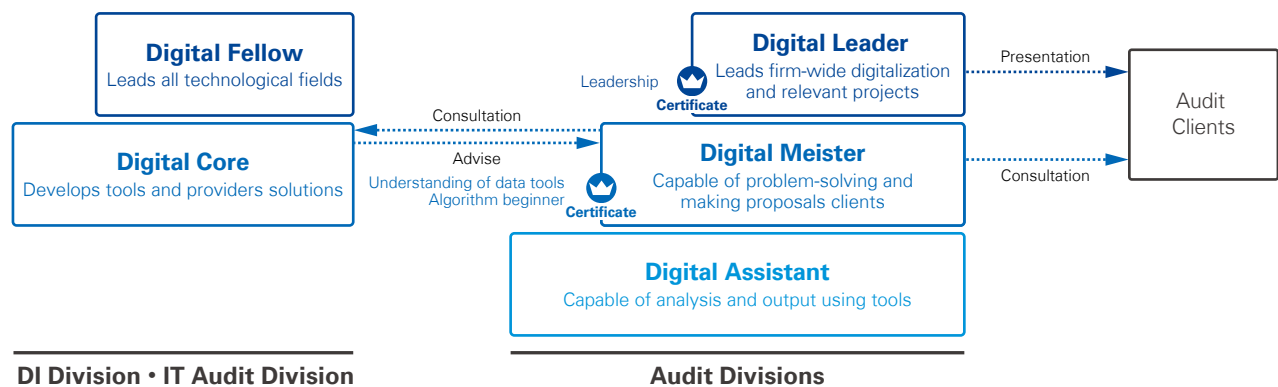 Digital Fellow
Leads all technological fields
Digital Leader
Leads firm-wide digitalization
and relevant projects
Leadership
Certificate
Presentation
Audit
Clients
Consultation
Advise
Digital Core
Develops tools and providers solutions
Understanding of data tools
Algorithm beginner
Certificate
Digital Meister
Capable of problem-solving and
making proposals clients
Consultation
Digital Assistant
Capable of analysis and output using tools
DI Division・IT Audit Division
Audit Divisions